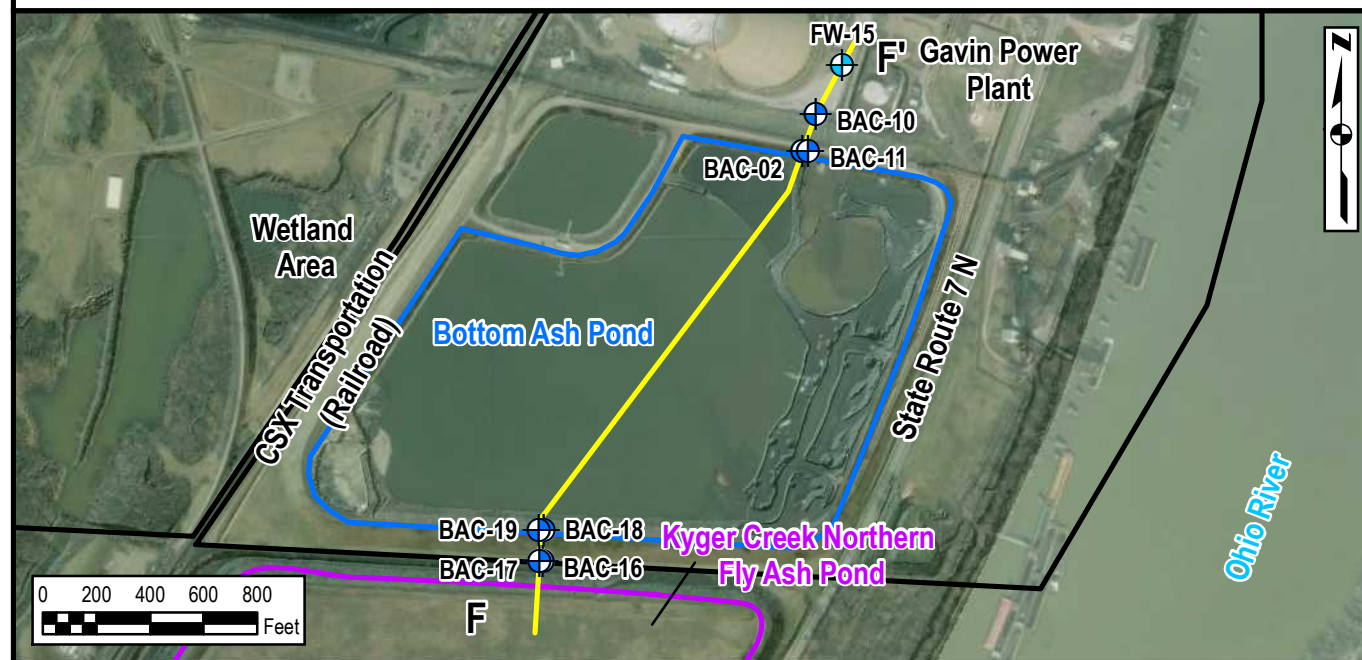 FW-15
F'
Gavin Power
Plant
BAC-10
BAC-02
BAC-11
Z
Wetland
Area
CSX Transportation
(Railroad)
Bottom Ash Pond
State Route 7 N
BAC-19
BAC-18
Kyger Creek Northern
Fly Ash Pond
BAC-17
BAC-16
F
Ohio River
0 200 400 600 800
Feet